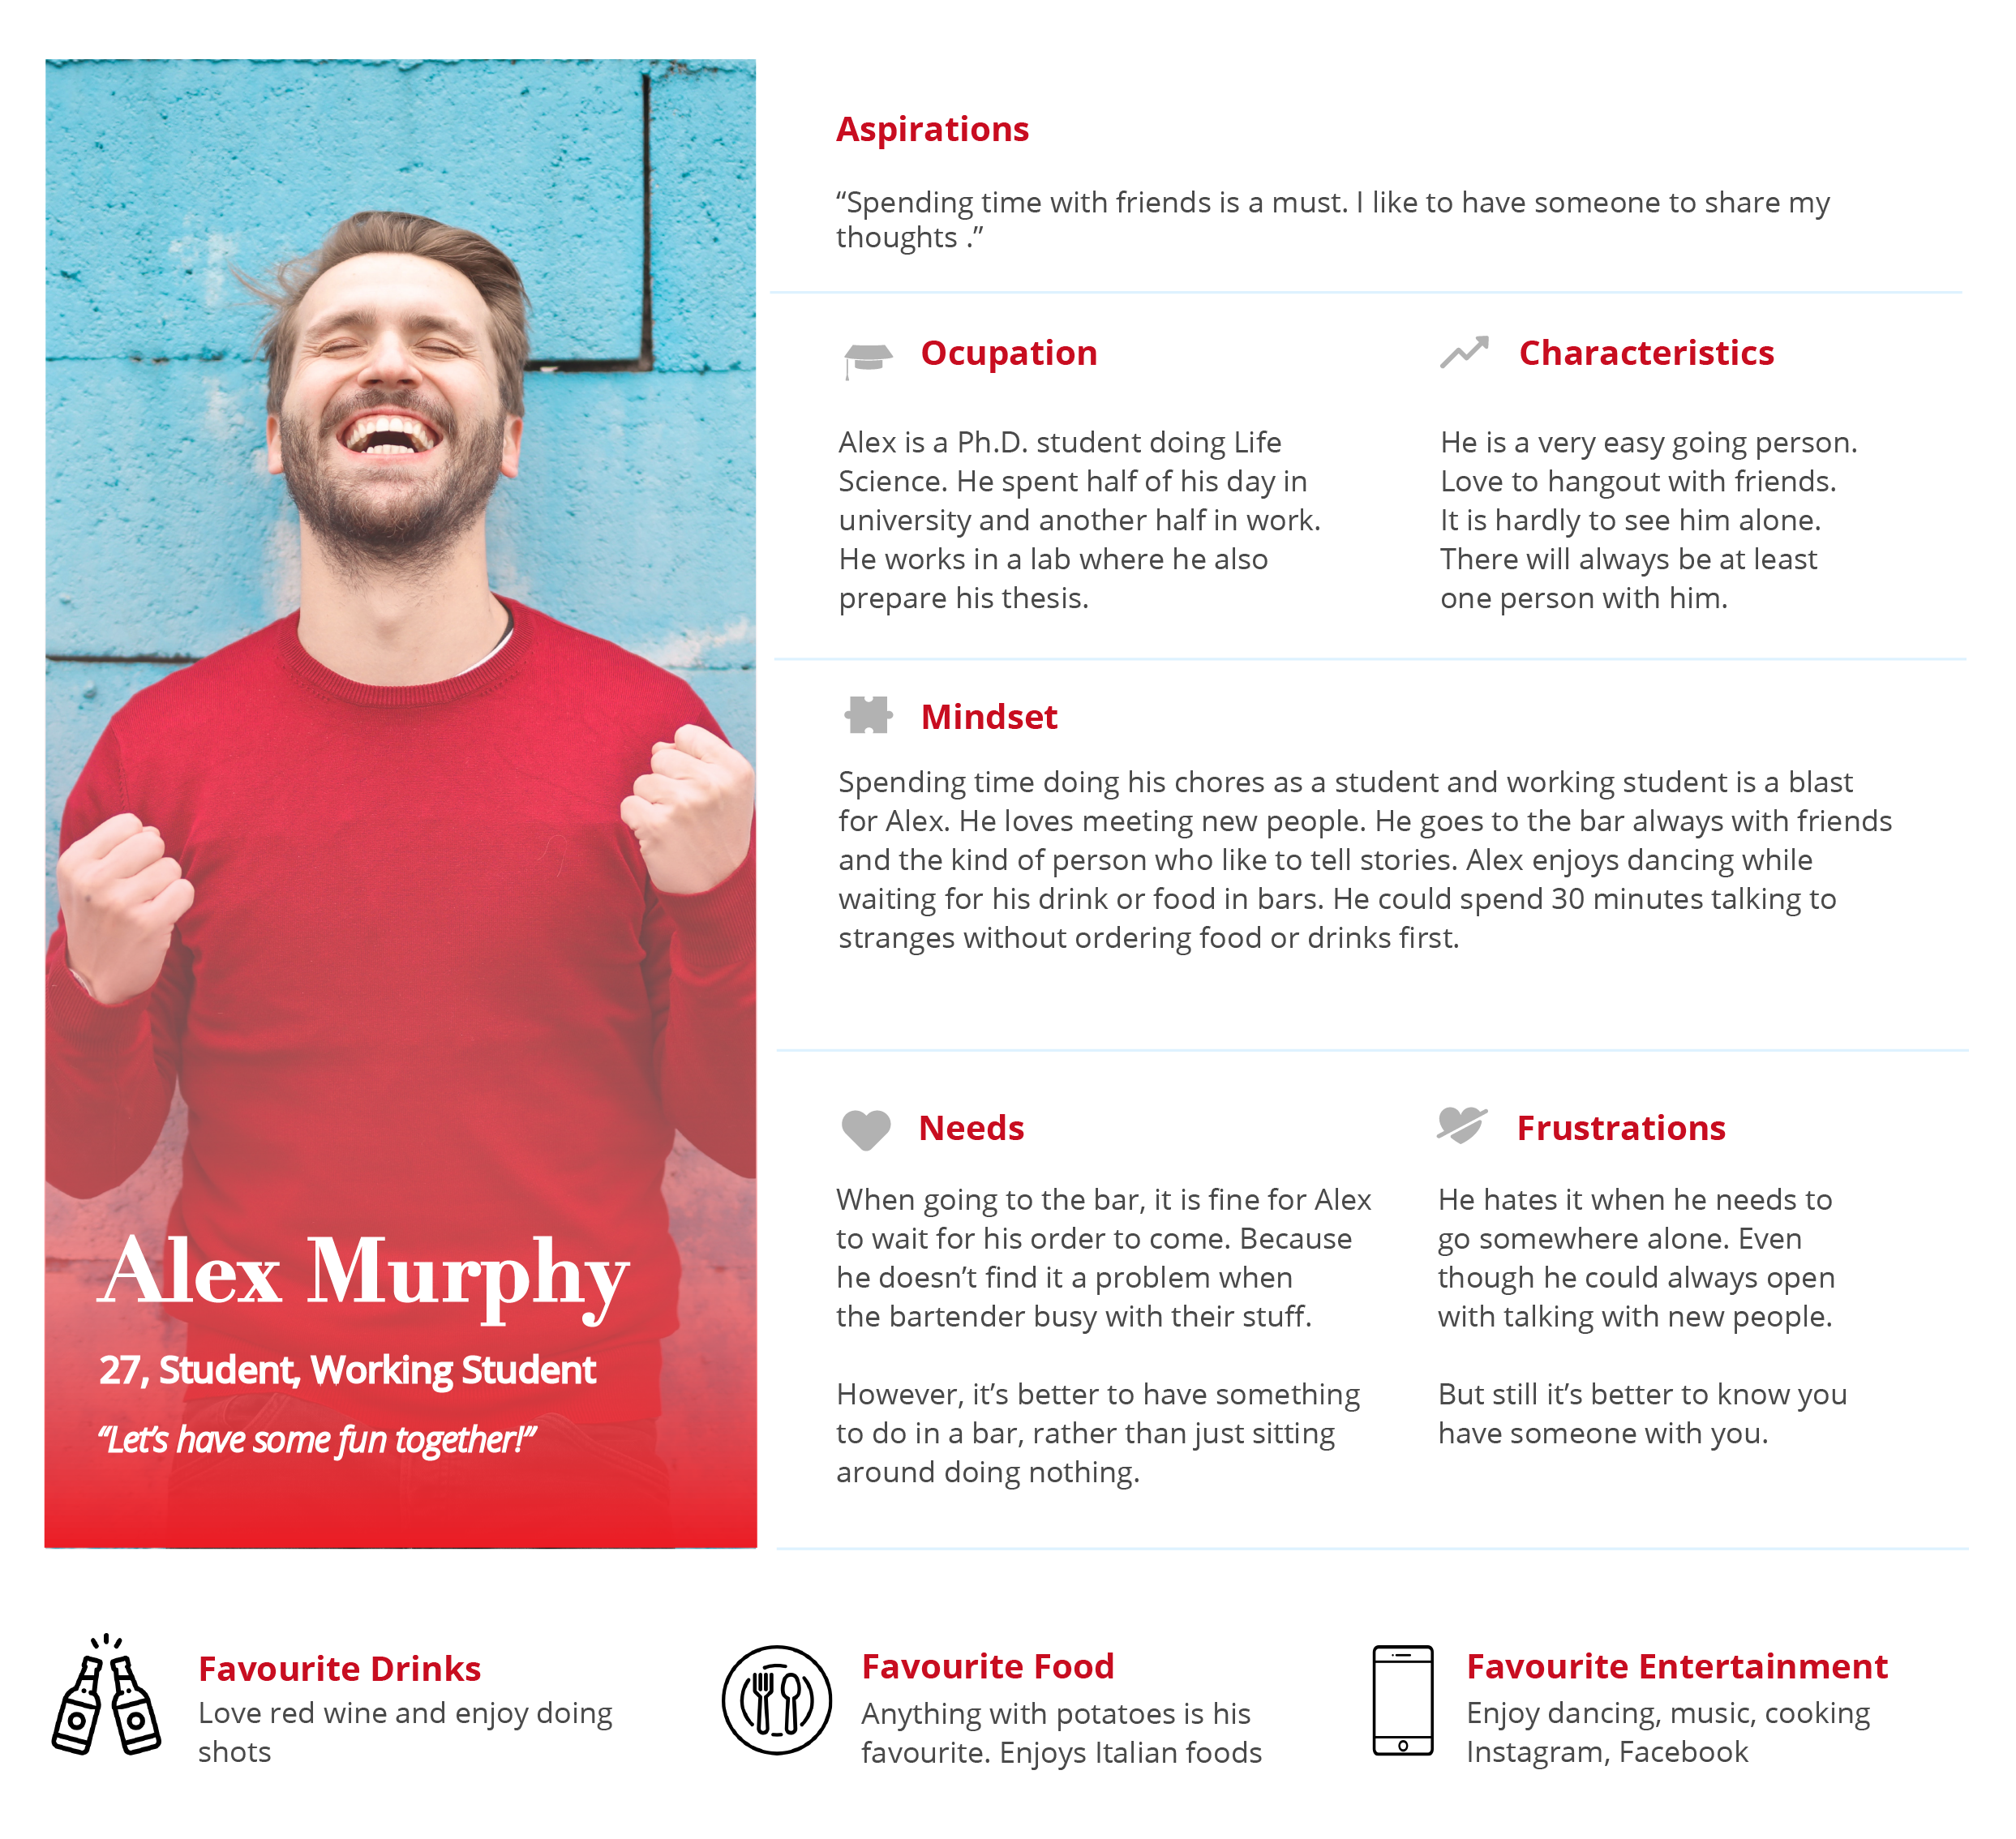 Aspirations
“Spending time with friends is a must. I like to have someone to share my
thoughts .”
Ocupation
Alex is a Ph.D. student doing Life
Science. He spent half of his day in
university and another half in work.
He works in a lab where he also
prepare his thesis.
Characteristics
He is a very easy going person.
Love to hangout with friends.
It is hardly to see him alone.
There will always be at least
one person with him.
Mindset
Spending time doing his chores as a student and working student is a blast
for Alex. He loves meeting new people. He goes to the bar always with friends
and the kind of person who like to tell stories. Alex enjoys dancing while
waiting for his drink or food in bars. He could spend 30 minutes talking to
stranges without ordering food or drinks first.
Needs
When going to the bar, it is fine for Alex
to wait for his order to come. Because
he doesn’t find it a problem when
the bartender busy with their stuff.
However, it’s better to have something
to do in a bar, rather than just sitting
around doing nothing.
Frustrations
He hates it when he needs to
go somewhere alone. Even
though he could always open
with talking with new people.
But still it’s better to know you
have someone with you.
Alex Murphy
27, Student, Working Student
“Let’s have some fun together!”
Favourite Drinks
Love red wine and enjoy doing
shots
Favourite Food
Anything with potatoes is his
favourite. Enjoys Italian foods
Favourite Entertainment
Enjoy dancing, music, cooking
Instagram, Facebook